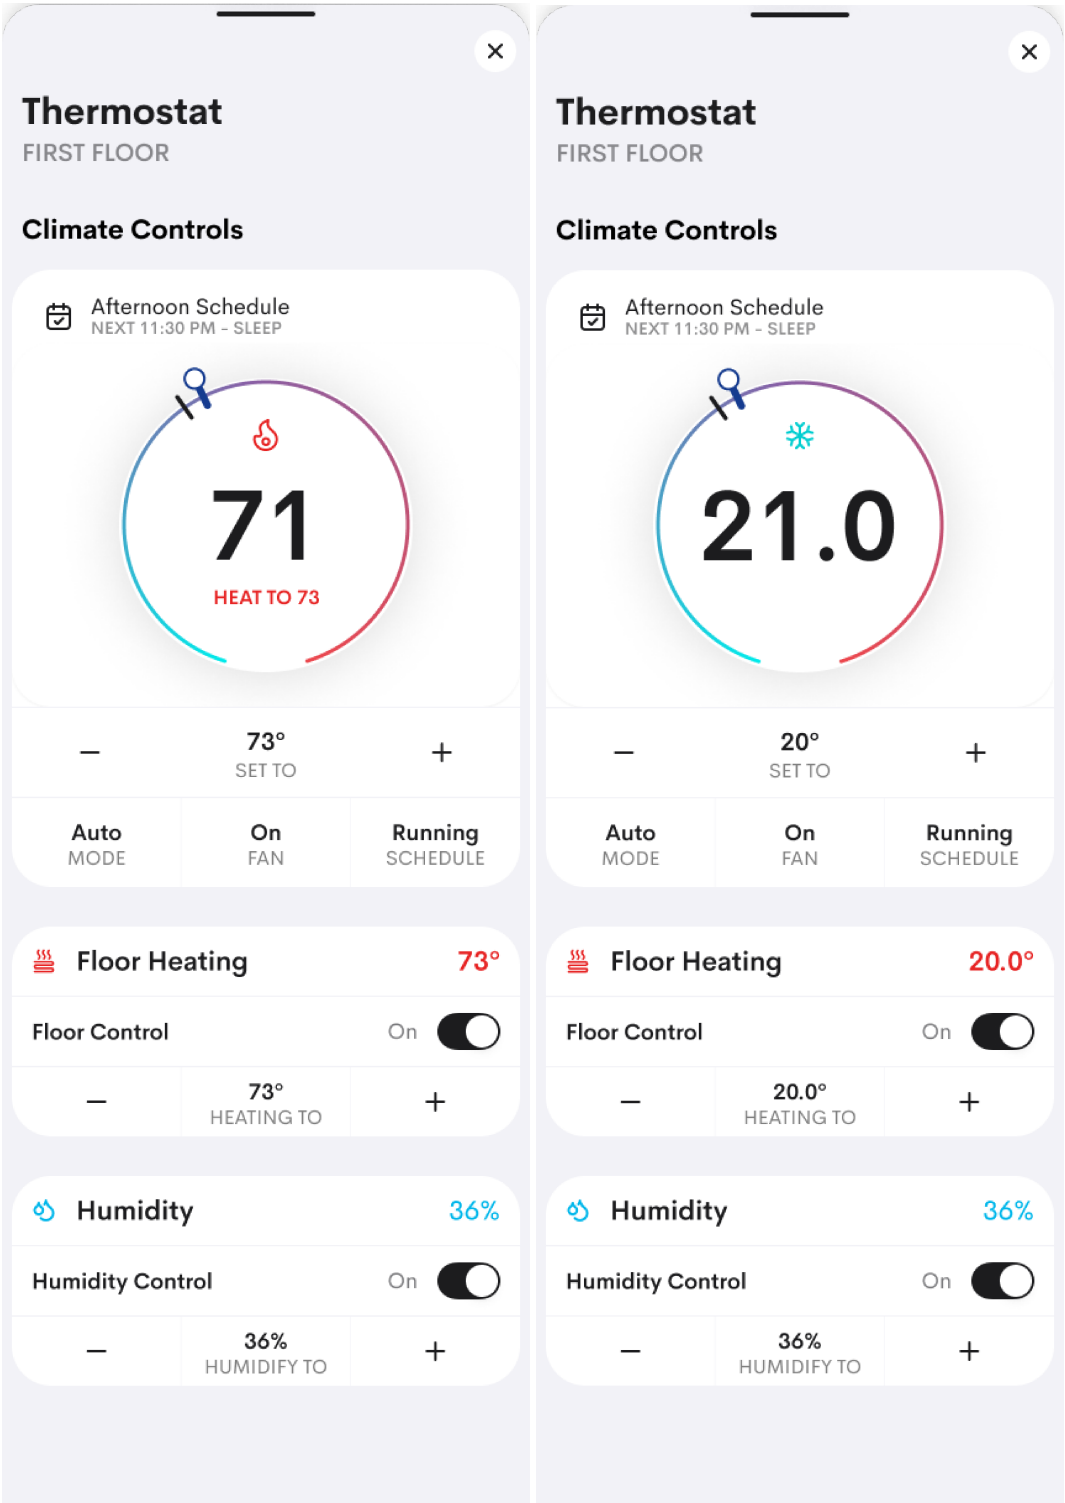 Thermostat
FIRST FLOOR
Climate Controls
Afternoon Schedule
NEXT 11:30 PM - SLEEP
71
HEAT TO 73
73°
SET TO
Auto
MODE
On
FAN
Running
SCHEDULE
Floor Heating
73°
Floor Control
On
73°
HEATING TO
Humidity
36%
Humidity Control
On
36%
HUMIDIFY TO
Thermostat
FIRST FLOOR
Climate Controls
Afternoon Schedule
NEXT 11:30 PM - SLEEP
21.0
20°
SET TO
Auto
MODE
On
FAN
Running
SCHEDULE
Floor Heating
20.0°
Floor Control
On
20.0°
HEATING TO
Humidity
36%
Humidity Control
On
36%
HUMIDIFY TO